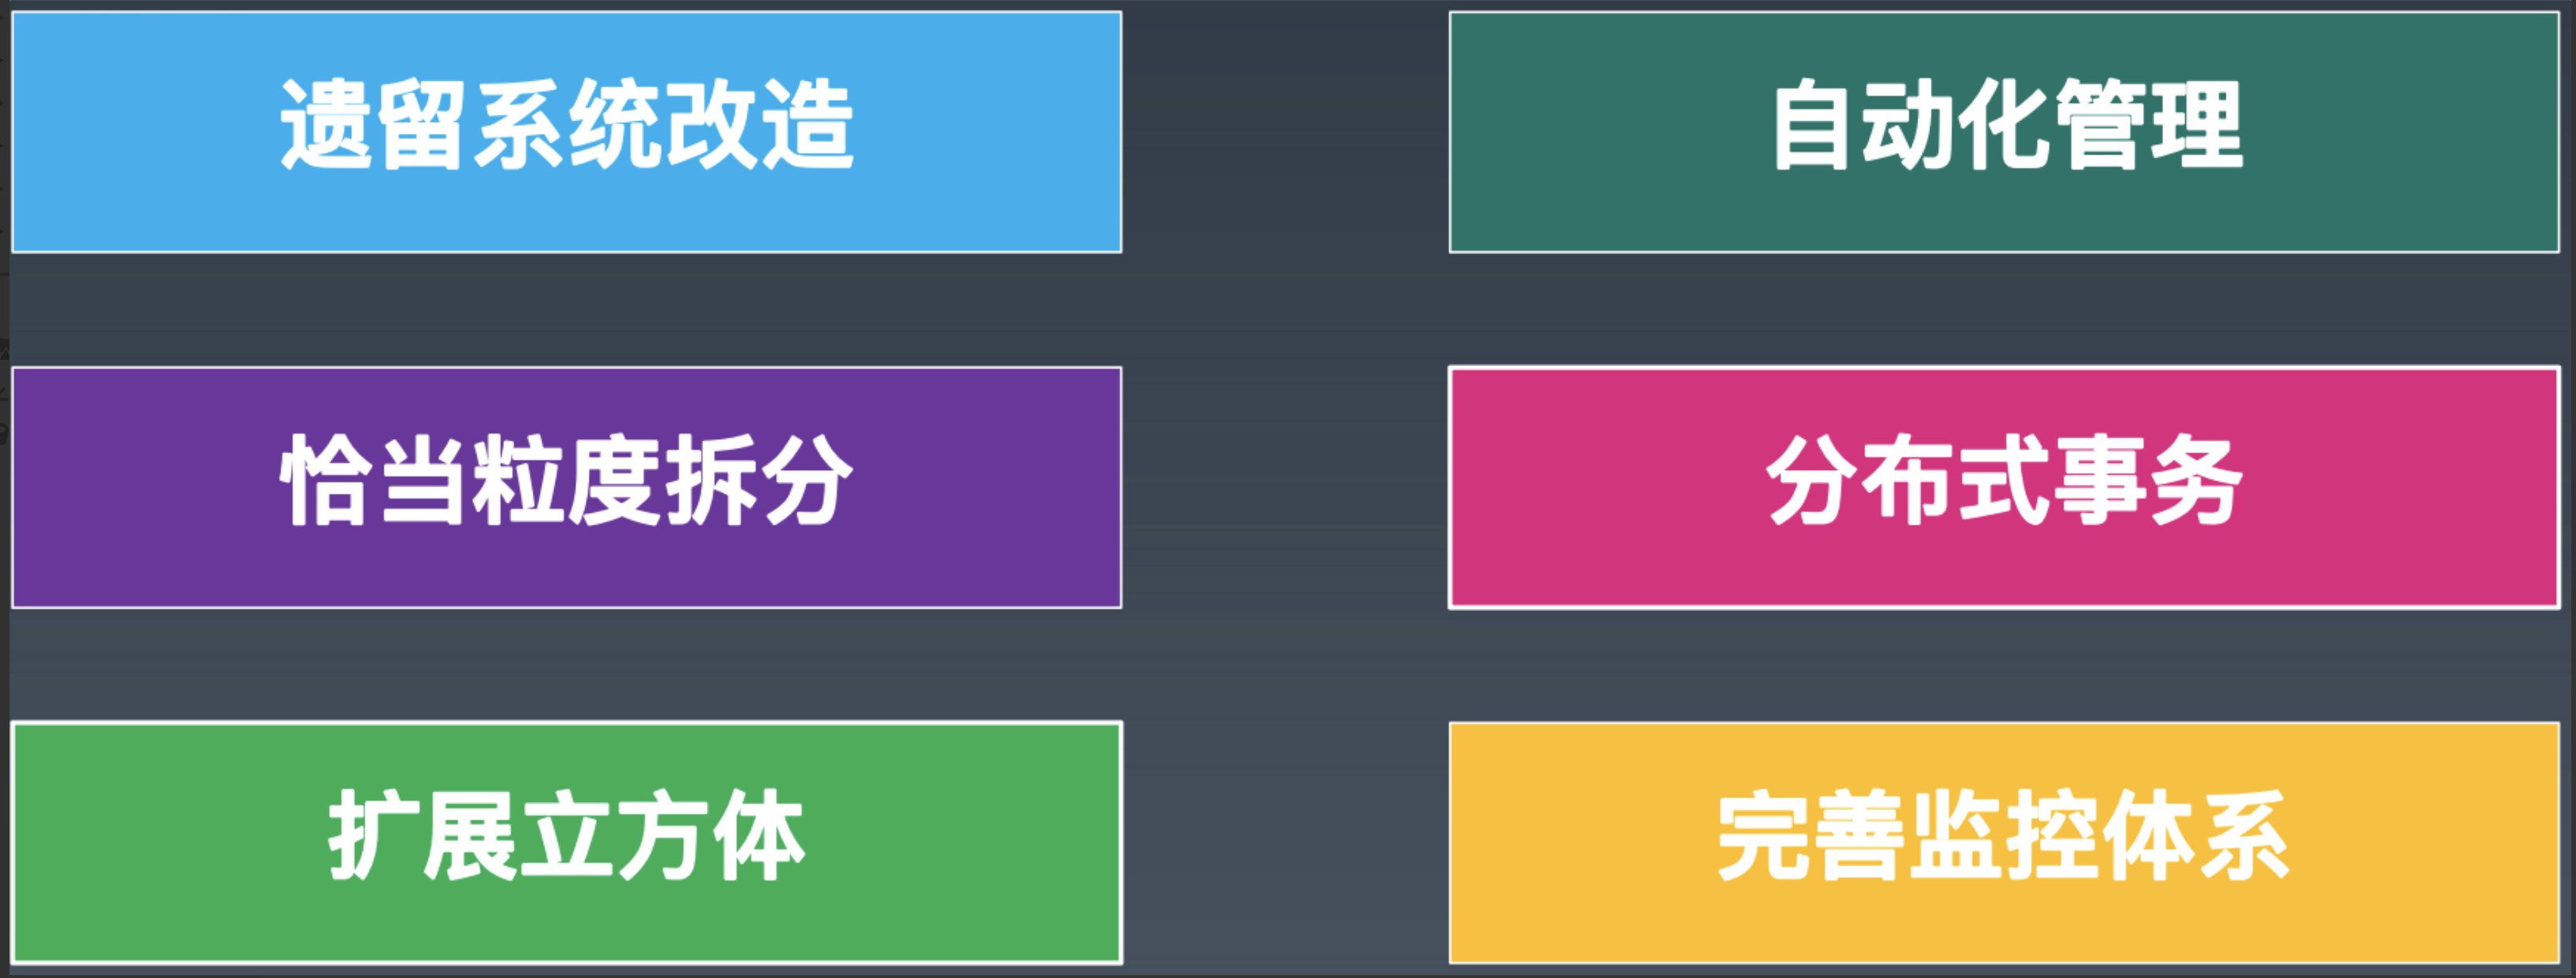 遗留系统改造
自动化管理
恰当粒度拆分
分布式事务
扩展立方体
完善监控体系